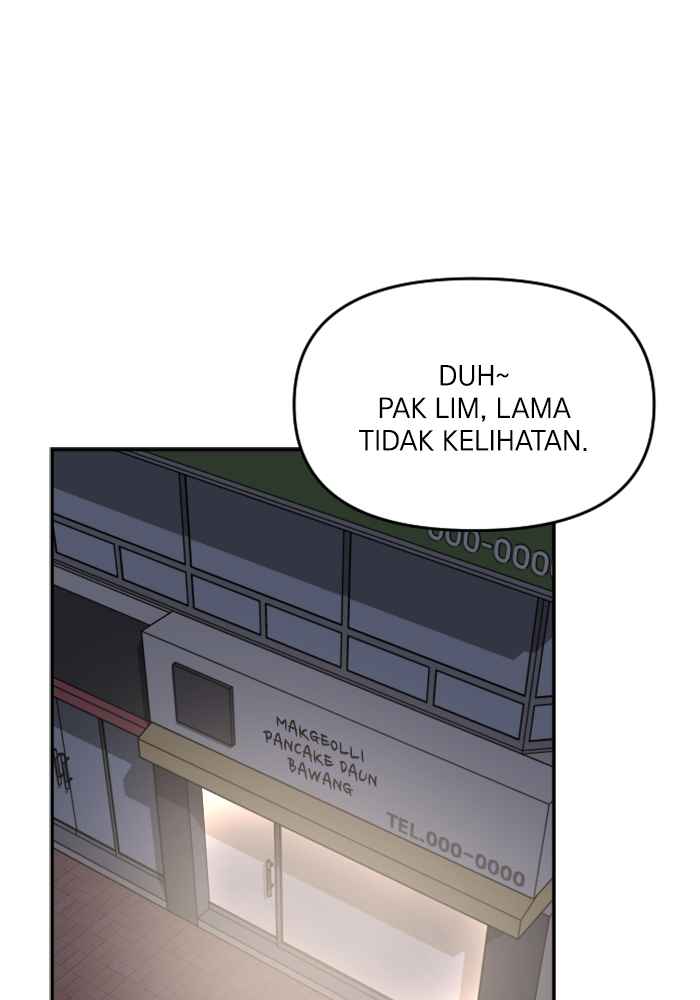 DUH~
PAK LIM, LAMA
TIDAK KELIHATAN.
000-0000
MAKGEOLLI
PANCAKE DAUN
BAWANG
TEL.000-0000